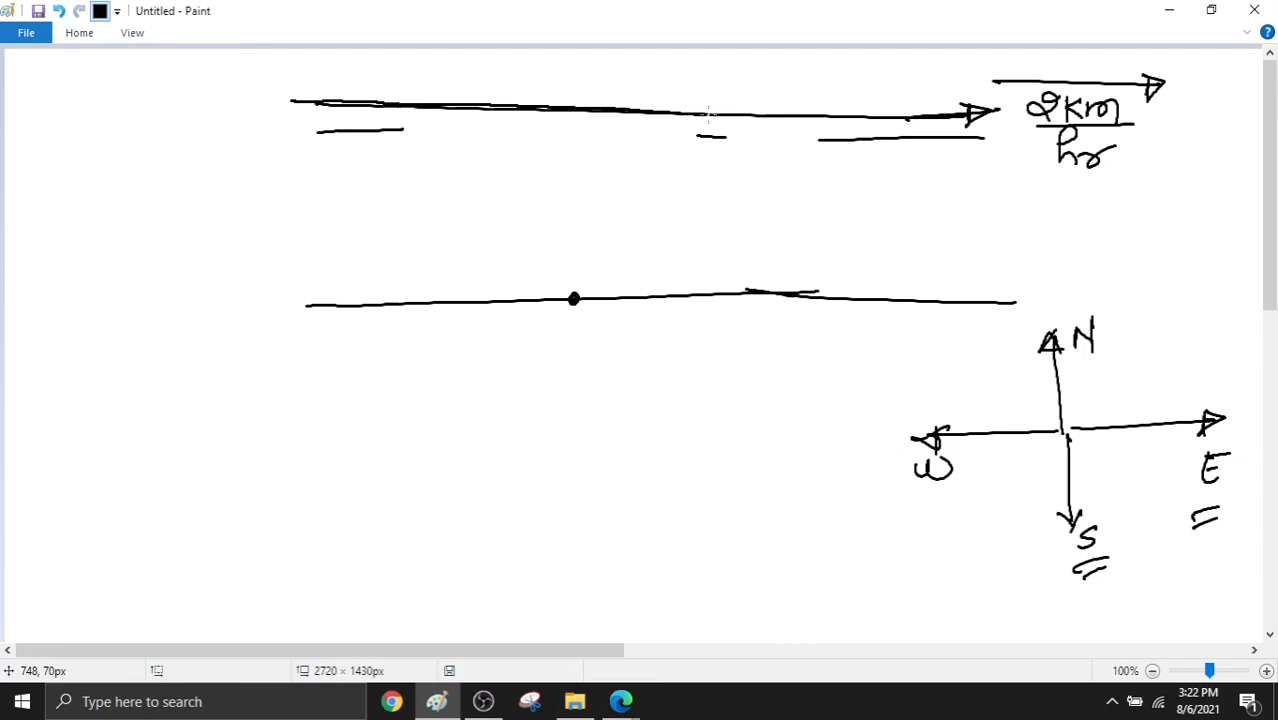 Untitled - Paint
File Home View
2km
hr
N
W
E
S
748, 70px
2720 × 1430px
100%
Type here to search
3:22 PM
8/6/2021
1